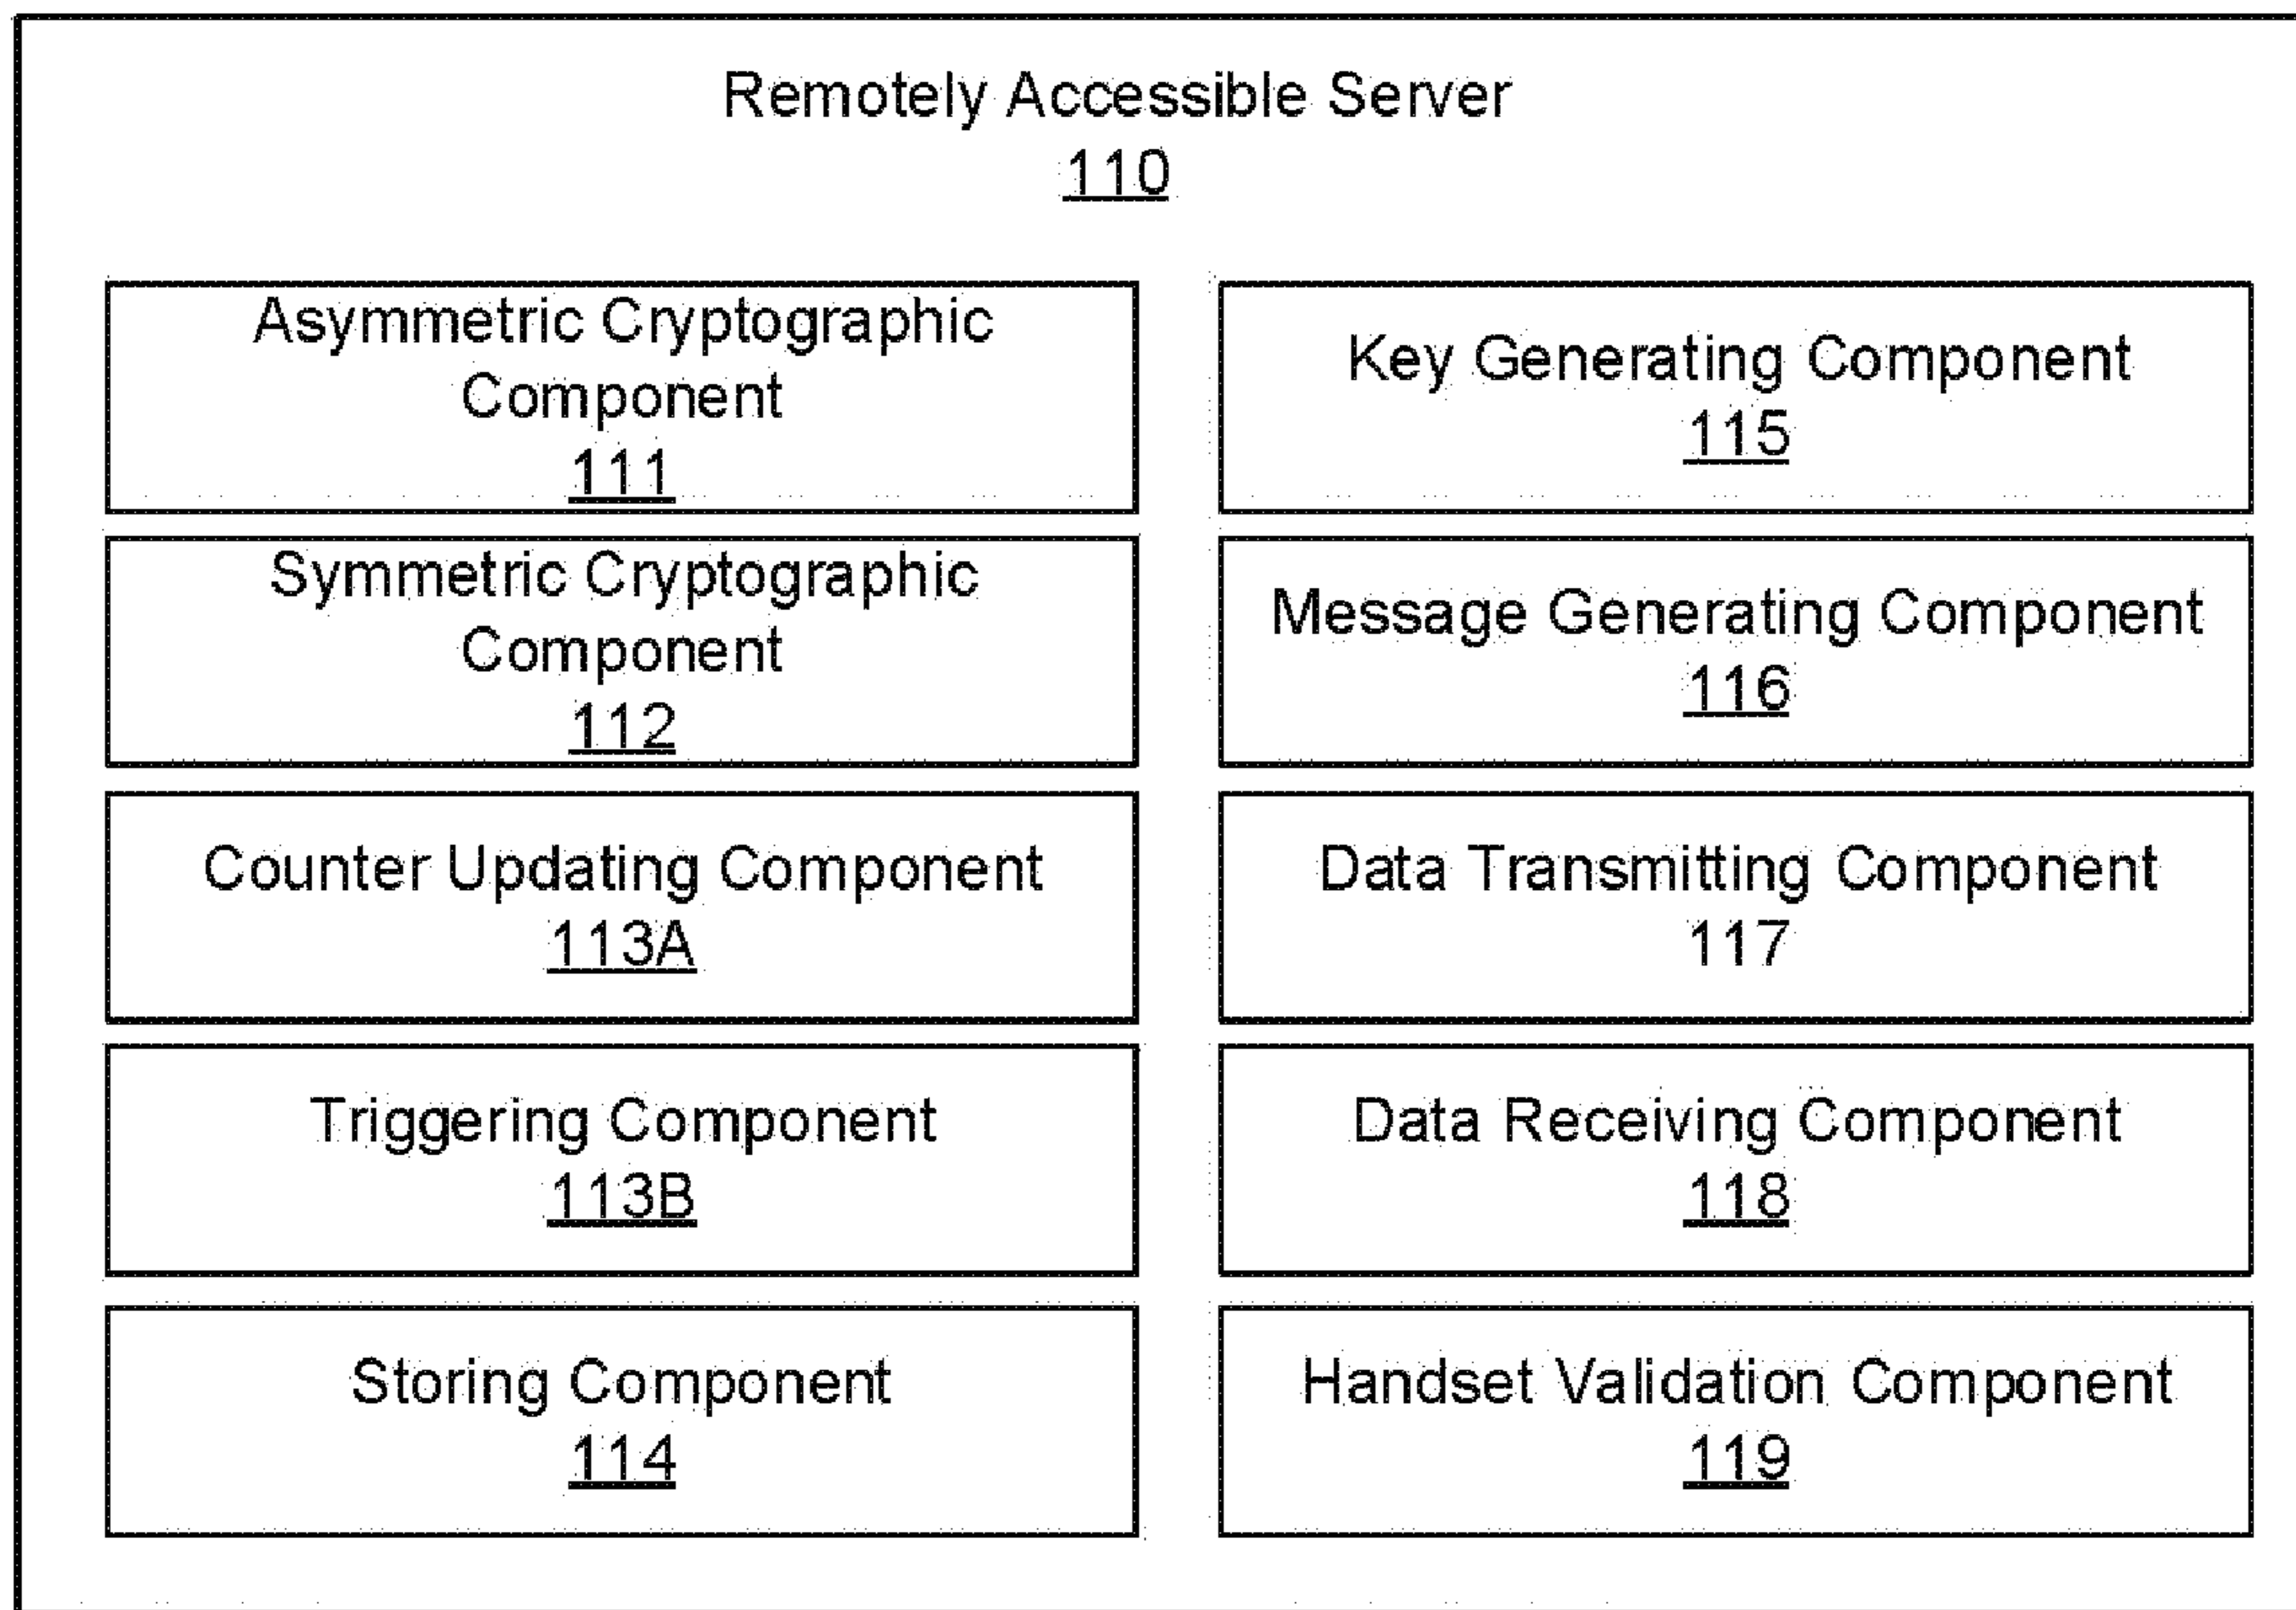 Remotely Accessible Server
110
Asymmetric Cryptographic
Component
111
Key Generating Component
115
Symmetric Cryptographic
Component
112
Message Generating Component
116
Counter Updating Component
113A
Data Transmitting Component
117
Triggering Component
113B
Data Receiving Component
118
Storing Component
114
Handset Validation Component
119